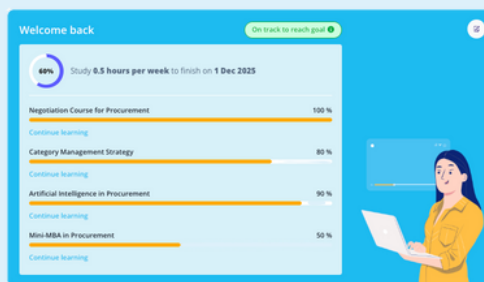 Welcome back
On track to reach goal
60%
Study 0.5 hours per week to finish on 1 Dec 2025
Negotiation Course for Procurement 100 %
Continue learning
Category Management Strategy 80 %
Continue learning
Artificial Intelligence in Procurement 90 %
Continue learning
Mini-MBA in Procurement 50 %
Continue learning